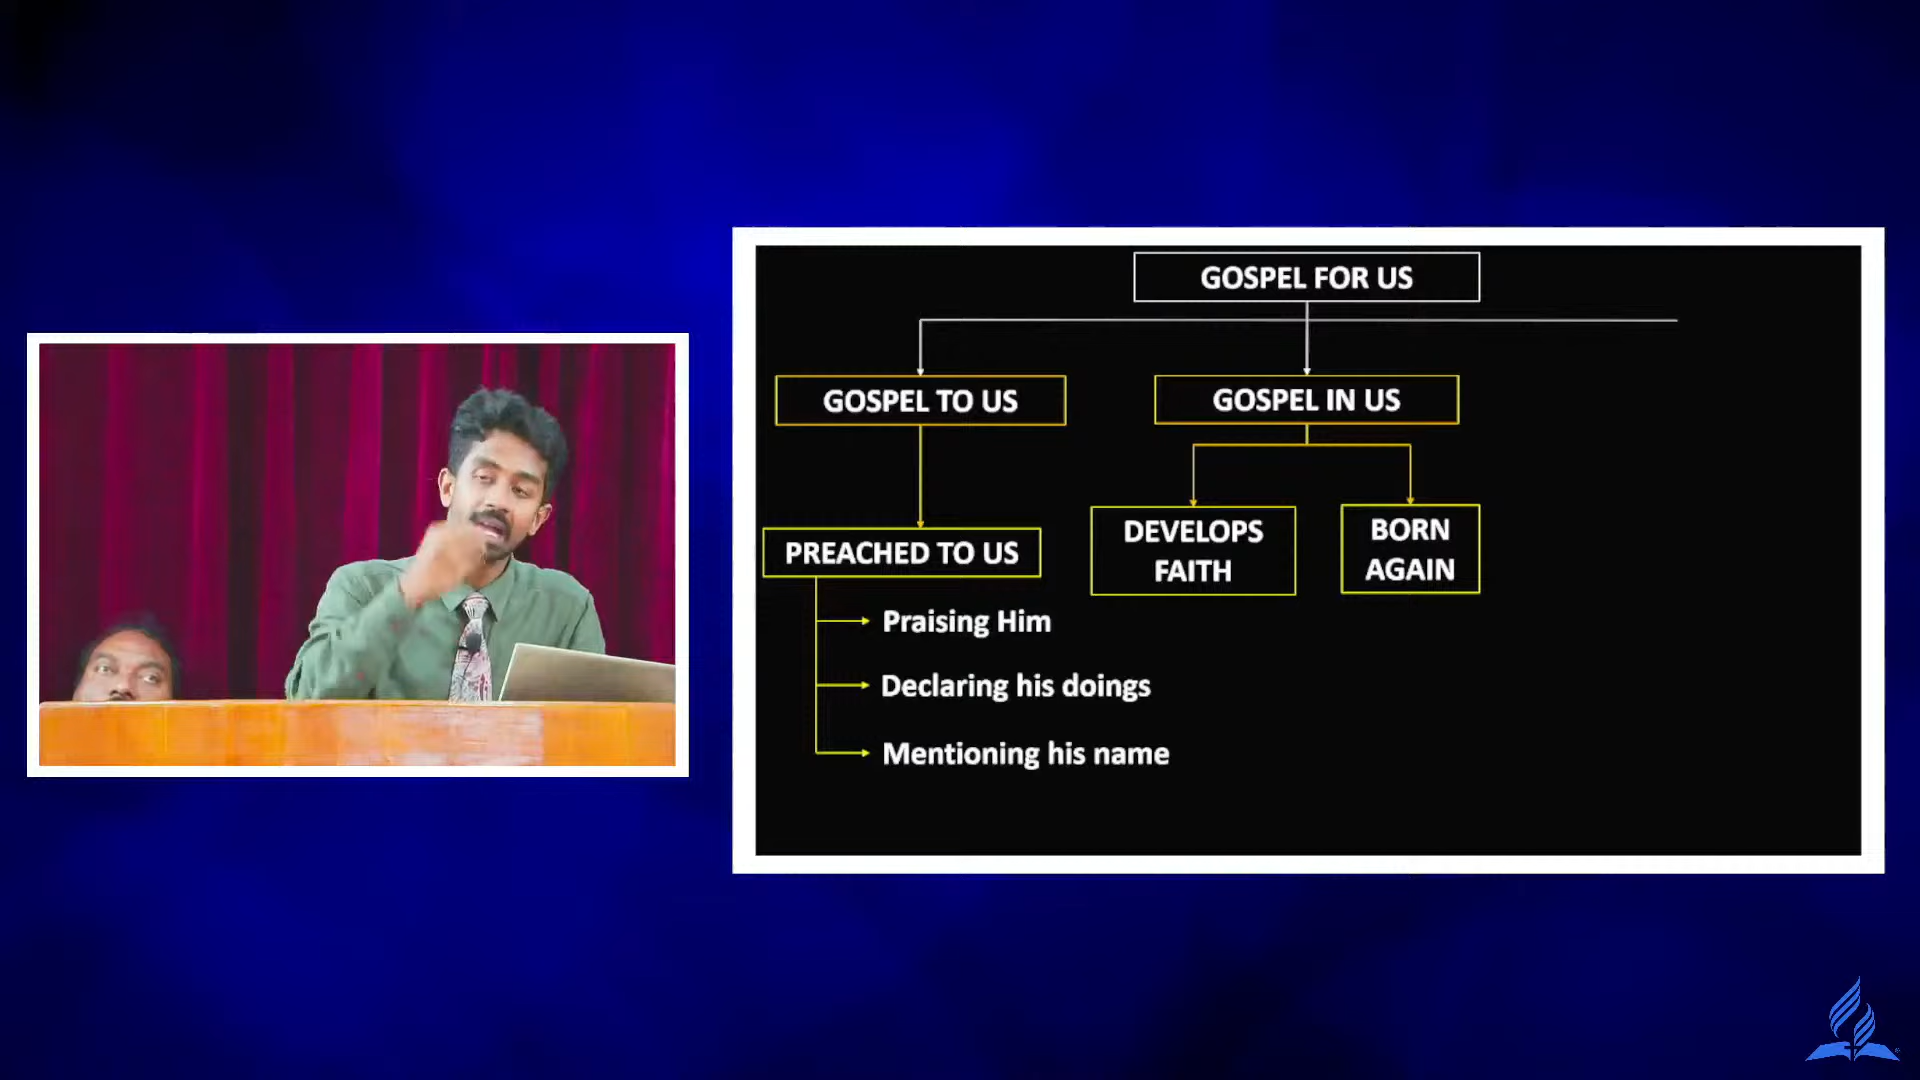 GOSPEL FOR US
GOSPEL TO US
GOSPEL IN US
PREACHED TO US
DEVELOPS
FAITH
BORN
AGAIN
Praising Him
Declaring his doings
Mentioning his name